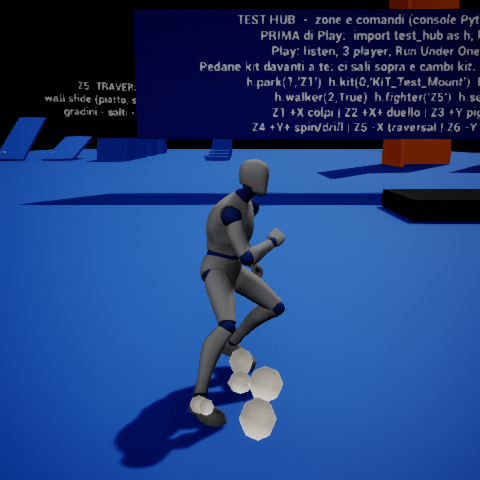 TEST HUB - zone e comandi (console Pyt
PRIMA di Play: import test_hub as h;
Play: listen, 3 player, Run Under One
Pedane kit davanti a te: ci sali sopra e cambi kit.
h.park(1,'Z1') h.kit(0,'KIT_Test_Mount')
h.walker(2,True) h.fighter('Z5') h.se
Z1 +X colpi | Z2 +X+ duello | Z3 +Y pig
Z4 +Y+ spin/drill | Z5 -X traversal | Z6 -Y
Z5 TRAVER
wall slide (piatto, s
gradini - salti -